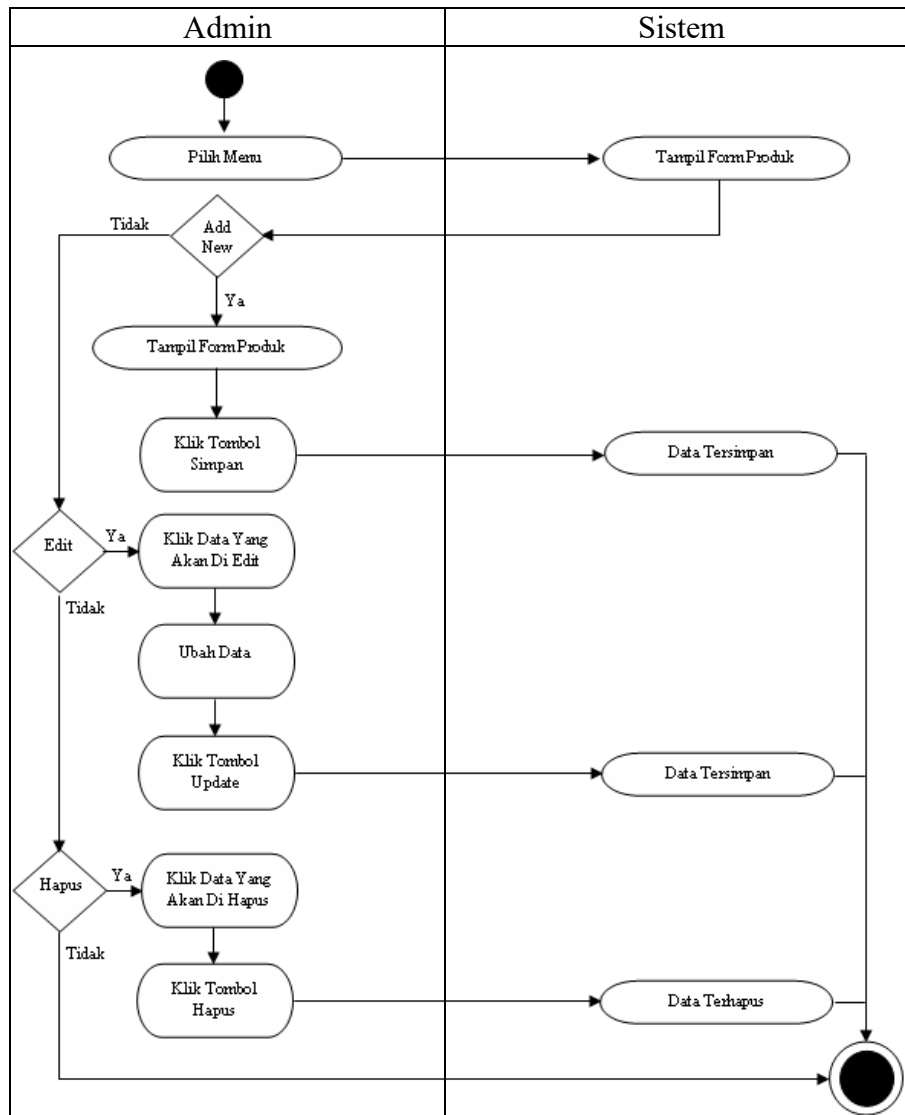 Admin
Sistem
Pilih Menu
Tampil Form Produk
Tidak
Add
New
Ya
Tampil Form Produk
Klik Tombol
Simpan
Data Tersimpan
Edit
Ya
Klik Data Yang
Akan Di Edit
Tidak
Ubah Data
Klik Tombol
Update
Data Tersimpan
Hapus
Ya
Klik Data Yang
Akan Di Hapus
Tidak
Klik Tombol
Hapus
Data Terhapus